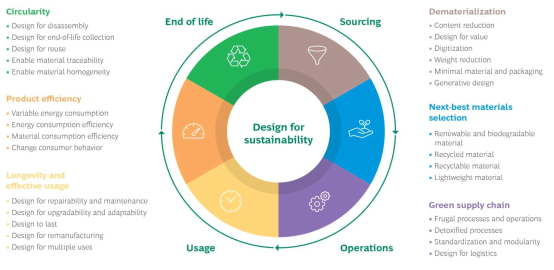 Circularity
• Design for disassembly
• Design for end-of-life collection
• Design for reuse
• Enable material traceability
• Enable material homogeneity
Product efficiency
• Variable energy consumption
• Energy consumption efficiency
• Material consumption efficiency
• Change consumer behavior
Longevity and
effective usage
• Design for repairability and maintenance
• Design for upgradability and adaptability
• Design to last
• Design for remanufacturing
• Design for multiple uses
End of life
Sourcing
Design for
sustainability
Usage
Operations
Dematerialization
• Content reduction
• Design for value
• Digitization
• Weight reduction
• Minimal material and packaging
• Generative design
Next-best materials
selection
• Renewable and biodegradable
material
• Recycled material
• Recyclable material
• Lightweight material
Green supply chain
• Frugal processes and operations
• Detoxified processes
• Standardization and modularity
• Design for logistics